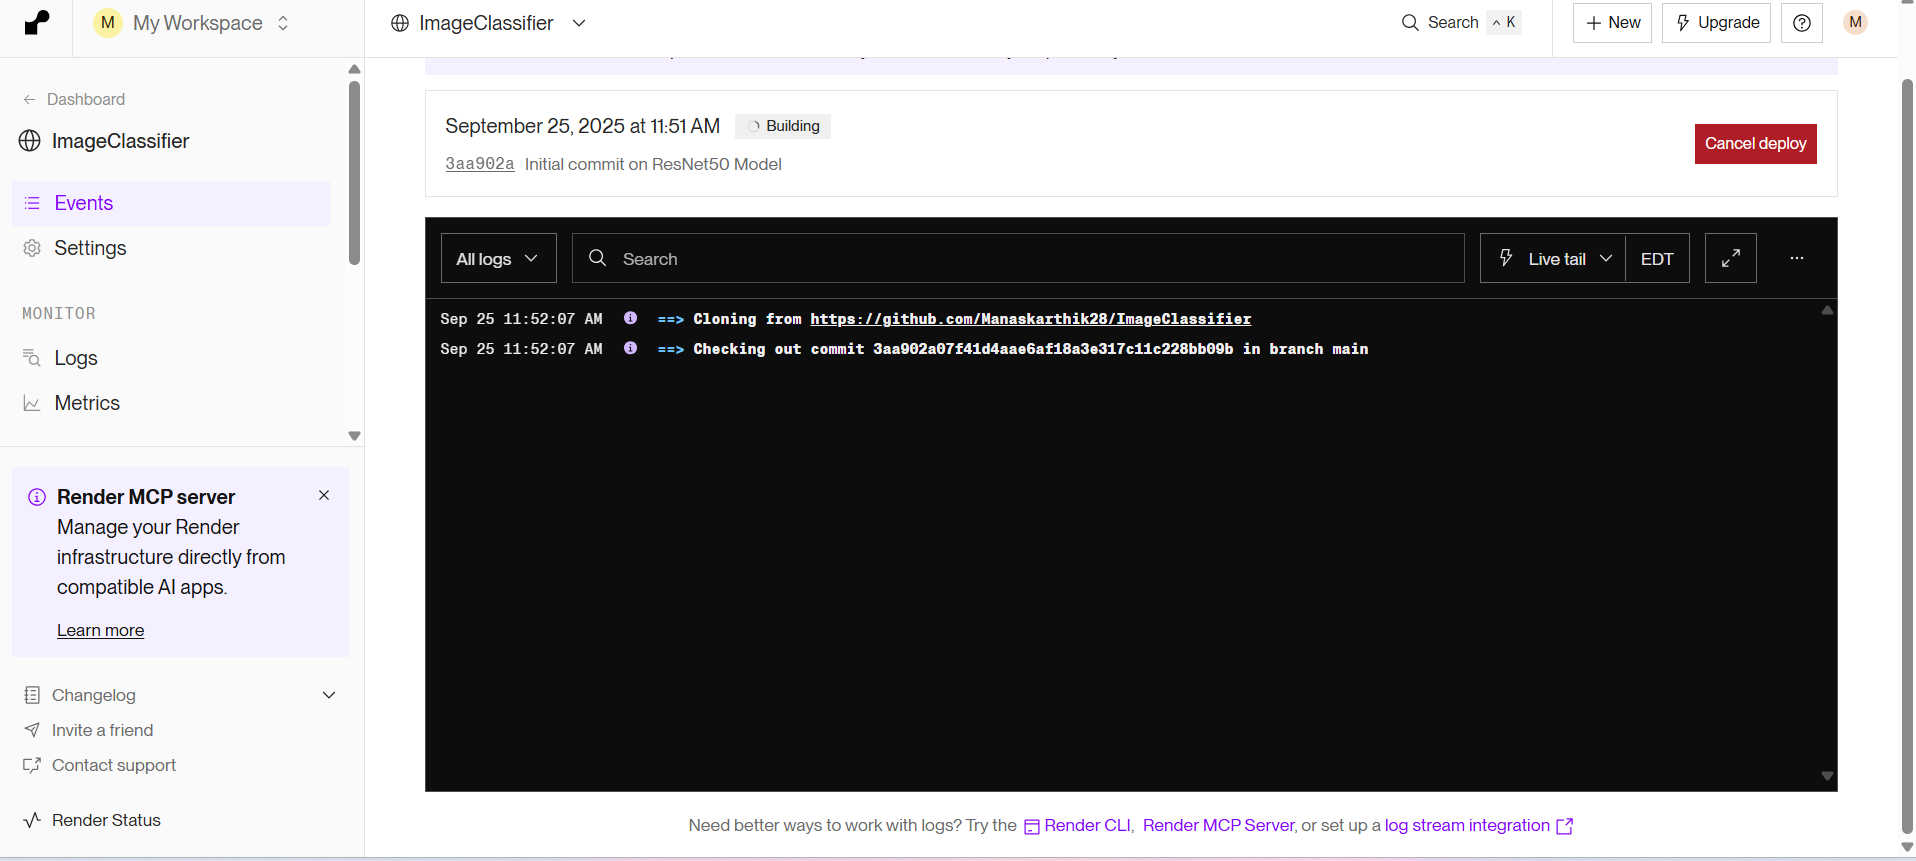 M My Workspace
ImageClassifier
Search ^ K
+ New
Upgrade
M
← Dashboard
ImageClassifier
Events
Settings
MONITOR
Logs
Metrics
Render MCP server
Manage your Render
infrastructure directly from
compatible AI apps.
Learn more
Changelog
Invite a friend
Contact support
Render Status
September 25, 2025 at 11:51 AM Building
3aa902a Initial commit on ResNet50 Model
Cancel deploy
All logs
Search
Live tail
EDT
Sep 25 11:52:07 AM ==> Cloning from https://github.com/Manaskarthik28/ImageClassifier
Sep 25 11:52:07 AM ==> Checking out commit 3aa902a07f41d4aae6af18a3e317c11c228bb09b in branch main
Need better ways to work with logs? Try the Render CLI, Render MCP Server, or set up a log stream integration